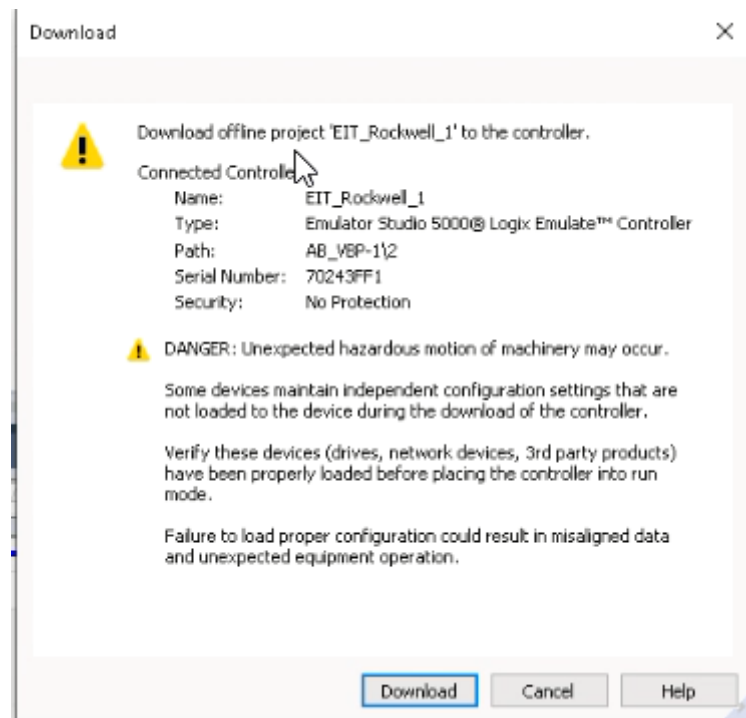 Download
Download offline project 'EIT_Rockwell_1' to the controller.
Connected Controlle
Name: EIT_Rockwell_1
Type: Emulator Studio 5000® Logix Emulate™ Controller
Path: AB_VBP-1\2
Serial Number: 70243FF1
Security: No Protection
DANGER: Unexpected hazardous motion of machinery may occur.
Some devices maintain independent configuration settings that are
not loaded to the device during the download of the controller.
Verify these devices (drives, network devices, 3rd party products)
have been properly loaded before placing the controller into run
mode.
Failure to load proper configuration could result in misaligned data
and unexpected equipment operation.
Download Cancel Help